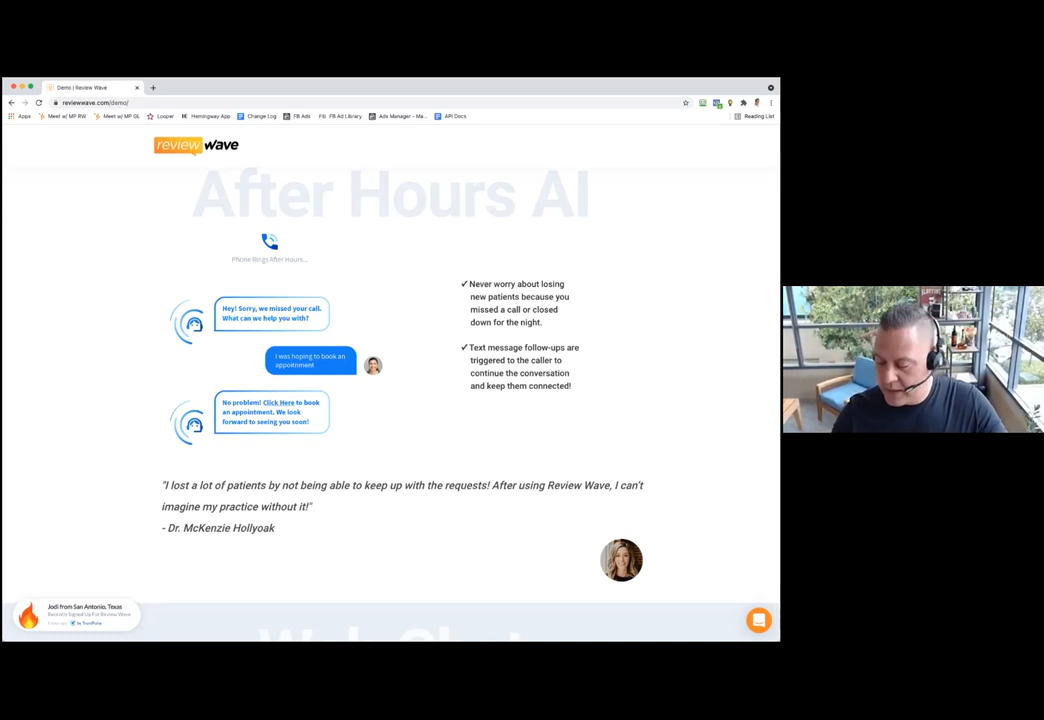 Demo | Review Wave
reviewwave.com/demo/
Apps Meet w/ MP RW Meet w/ MP GL Looper Hemingway App Change Log FB Ads FB Ad Library Ads Manager - Ma... API Docs Reading List
review wave
After Hours AI
Phone Rings After Hours...
Hey! Sorry, we missed your call.
What can we help you with?
I was hoping to book an
appointment
No problem! Click Here to book
an appointment. We look
forward to seeing you soon!
✓ Never worry about losing
new patients because you
missed a call or closed
down for the night.
✓ Text message follow-ups are
triggered to the caller to
continue the conversation
and keep them connected!
"I lost a lot of patients by not being able to keep up with the requests! After using Review Wave, I can't
imagine my practice without it!"
- Dr. McKenzie Hollyoak
Jodi from San Antonio, Texas
Recently Signed Up For Review Wave
by TrustPulse
Web Chat